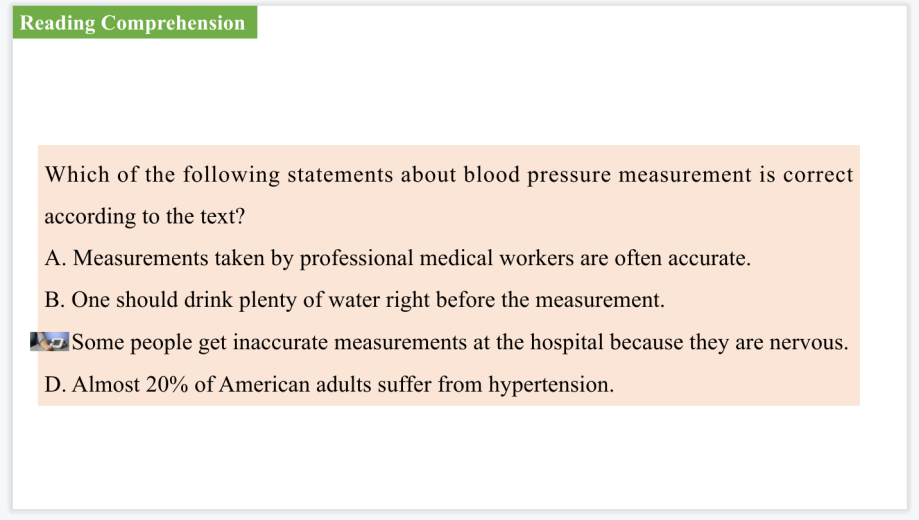 Reading Comprehension
Which of the following statements about blood pressure measurement is correct
according to the text?
A. Measurements taken by professional medical workers are often accurate.
B. One should drink plenty of water right before the measurement.
Some people get inaccurate measurements at the hospital because they are nervous.
D. Almost 20% of American adults suffer from hypertension.